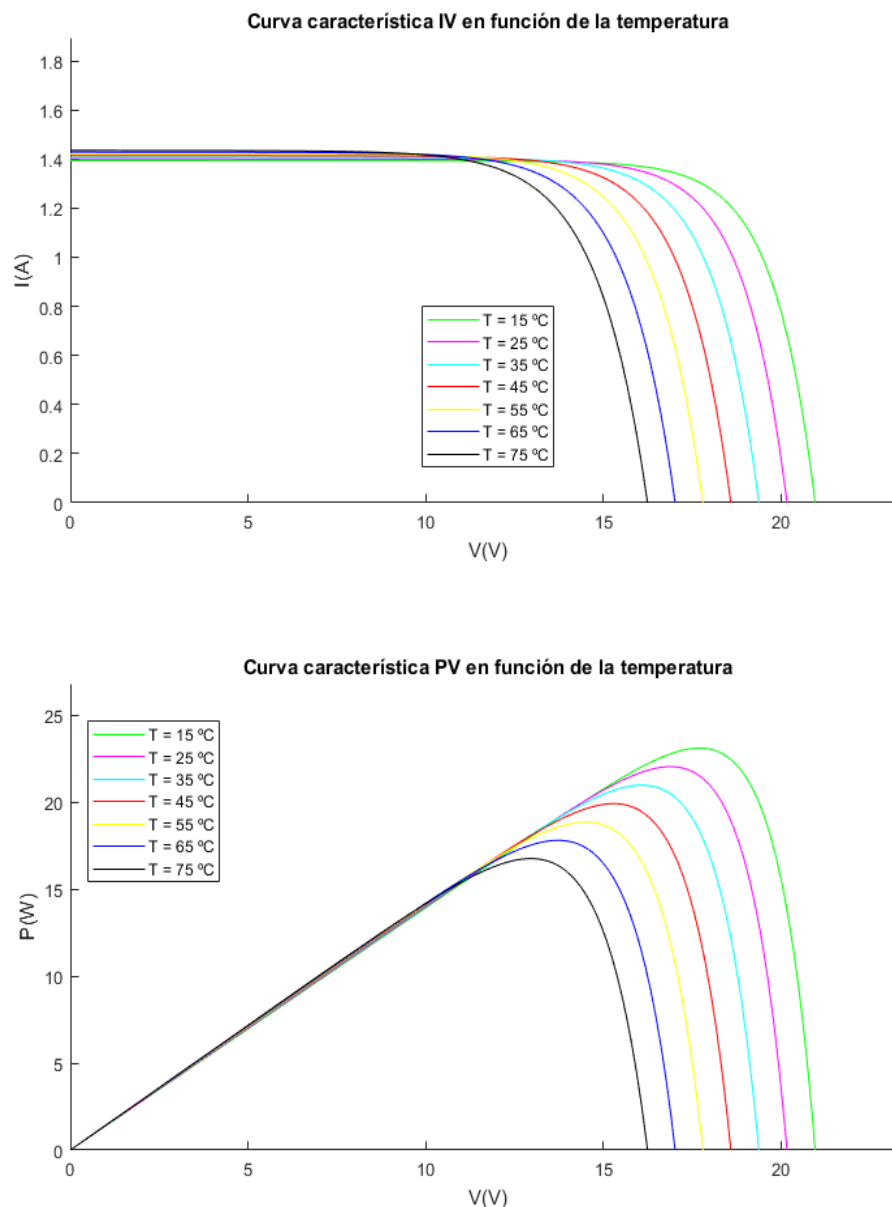 Curva característica IV en función de la temperatura
1.8
1.6
1.4
1.2
1
0.8
0.6
0.4
0.2
0
I(A)
T = 15 ºC
T = 25 ºC
T = 35 ºC
T = 45 ºC
T = 55 ºC
T = 65 ºC
T = 75 ºC
0 5 10 15 20
V(V)
Curva característica PV en función de la temperatura
25
20
15
10
5
0
P(W)
T = 15 ºC
T = 25 ºC
T = 35 ºC
T = 45 ºC
T = 55 ºC
T = 65 ºC
T = 75 ºC
0 5 10 15 20
V(V)